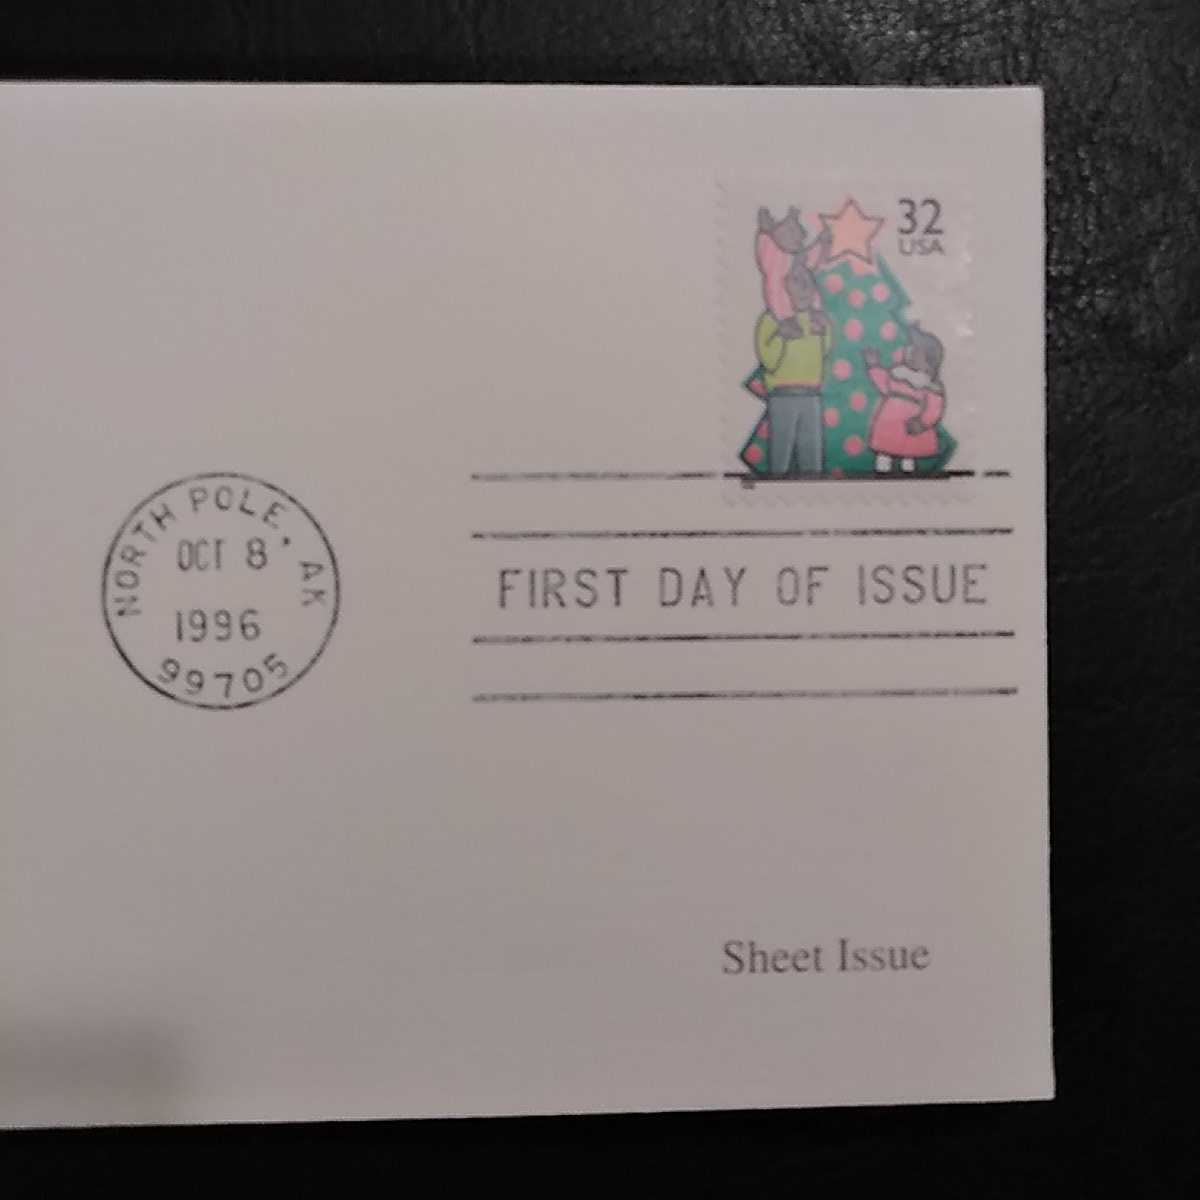 32
USA
NORTH POLE, AK
OCT 8
1996
99705
FIRST DAY OF ISSUE
Sheet Issue